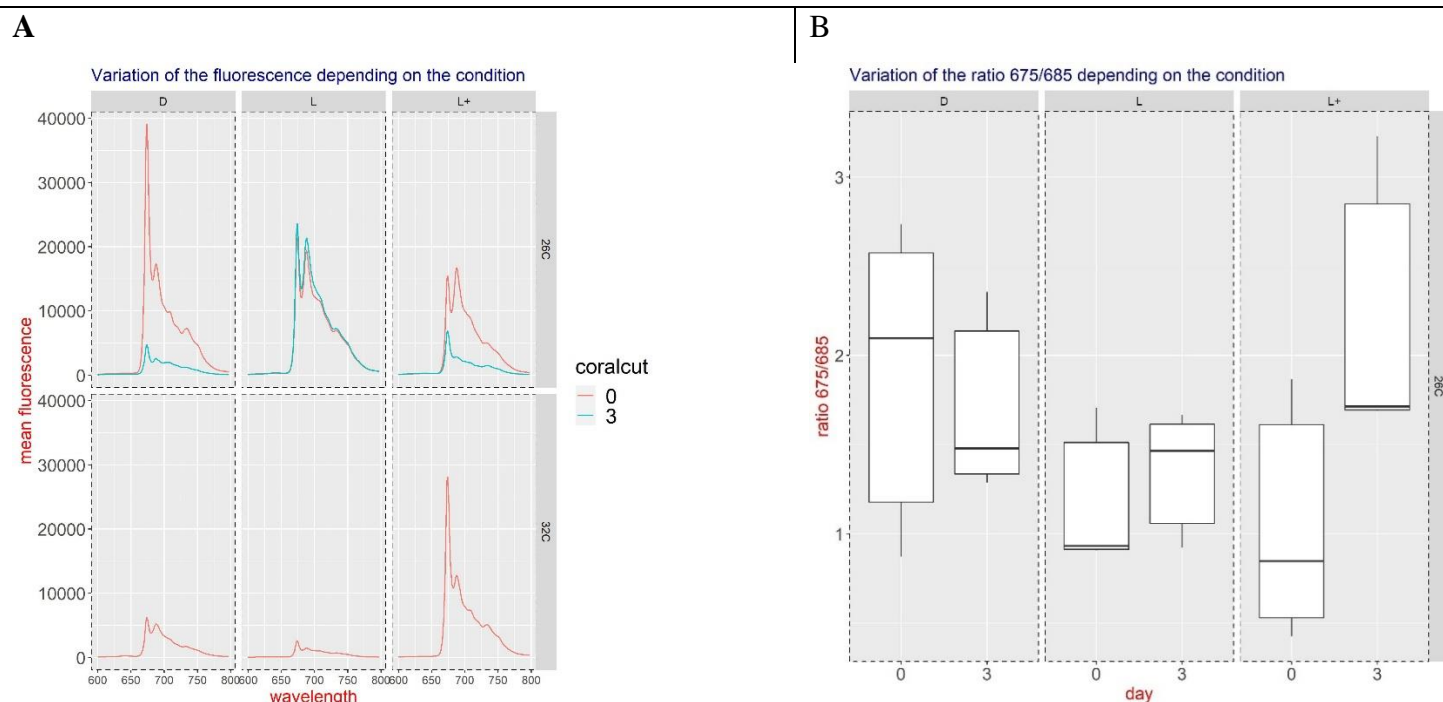 A
B
Variation of the fluorescence depending on the condition
D L L+
40000
30000
20000
10000
0
26C
40000
30000
20000
10000
0
32C
mean fluorescence
600 650 700 750 800 600 650 700 750 800 600 650 700 750 800
wavelength
coralcut
0
3
Variation of the ratio 675/685 depending on the condition
D L L+
3
2
1
ratio 675/685
26C
0 3 0 3 0 3
day